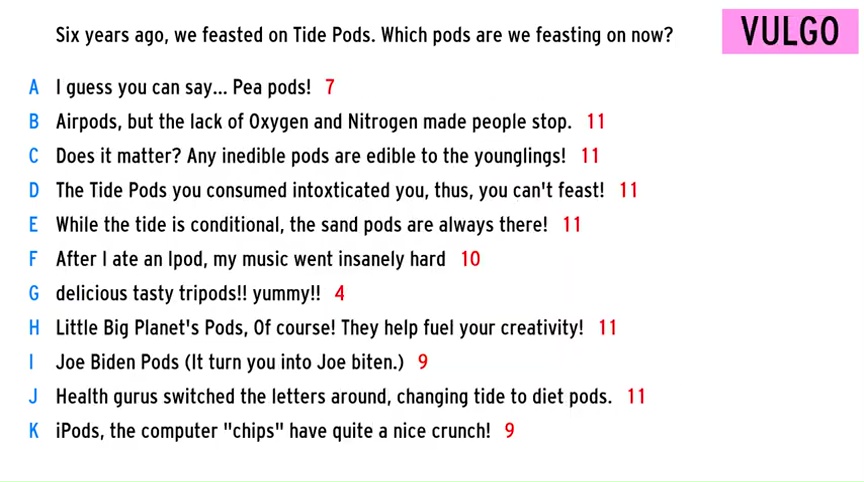 Six years ago, we feasted on Tide Pods. Which pods are we feasting on now?
VULGO
A I guess you can say... Pea pods! 7
B Airpods, but the lack of Oxygen and Nitrogen made people stop. 11
C Does it matter? Any inedible pods are edible to the younglings! 11
D The Tide Pods you consumed intoxticated you, thus, you can't feast! 11
E While the tide is conditional, the sand pods are always there! 11
F After I ate an Ipod, my music went insanely hard 10
G delicious tasty tripods!! yummy!! 4
H Little Big Planet's Pods, Of course! They help fuel your creativity! 11
I Joe Biden Pods (It turn you into Joe biten.) 9
J Health gurus switched the letters around, changing tide to diet pods. 11
K iPods, the computer "chips" have quite a nice crunch! 9